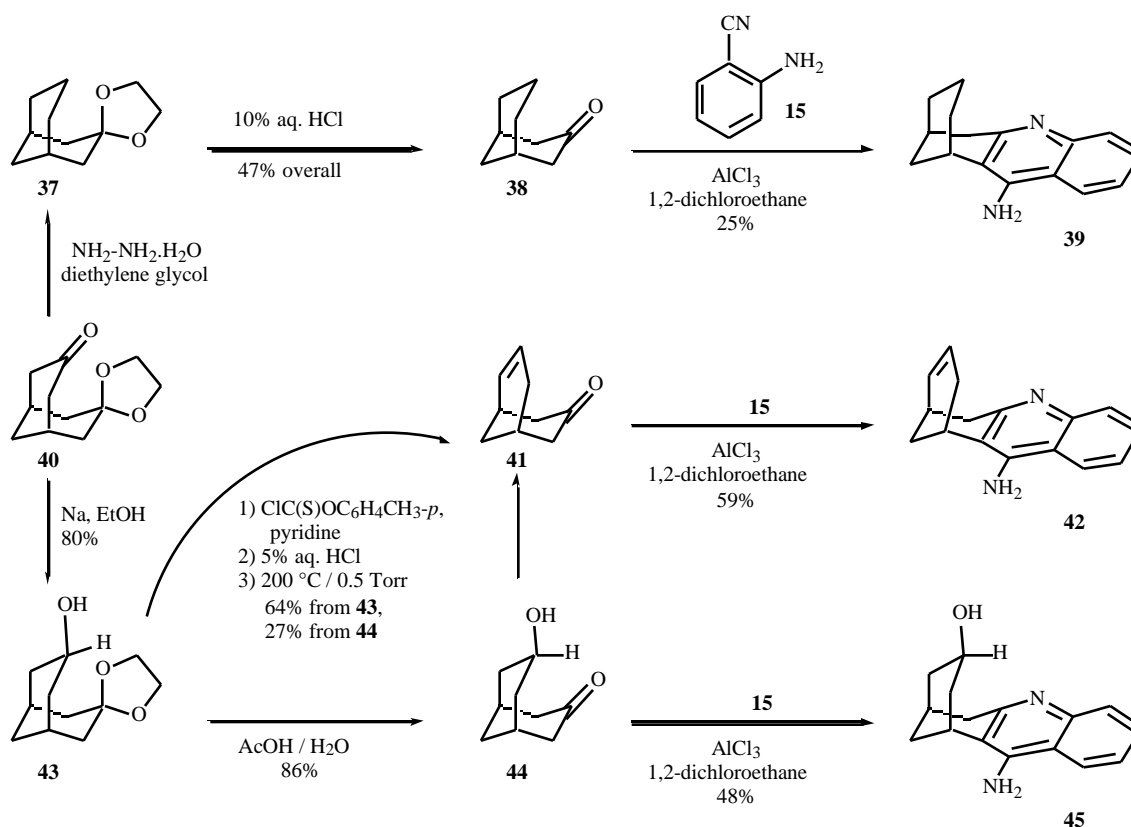 CN
NH2
15
O
O
10% aq. HCl
47% overall
O
AlCl3
1,2-dichloroethane
25%
N
NH2
37
38
39
NH2-NH2.H2O
diethylene glycol
O
O
O
40
O
41
15
AlCl3
1,2-dichloroethane
59%
N
NH2
42
Na, EtOH
80%
1) ClC(S)OC6H4CH3-p,
pyridine
2) 5% aq. HCl
3) 200 °C / 0.5 Torr
64% from 43,
27% from 44
OH
H
O
O
43
AcOH / H2O
86%
OH
H
O
44
15
AlCl3
1,2-dichloroethane
48%
OH
H
N
NH2
45